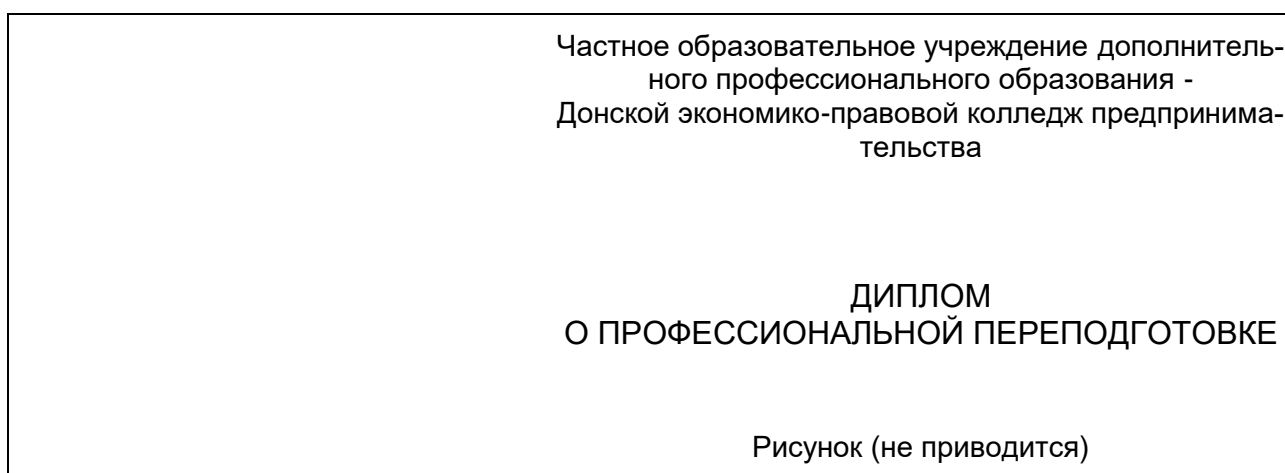 Частное образовательное учреждение дополнитель-
ного профессионального образования -
Донской экономико-правовой колледж предпринима-
тельства
ДИПЛОМ
О ПРОФЕССИОНАЛЬНОЙ ПЕРЕПОДГОТОВКЕ
Рисунок (не приводится)